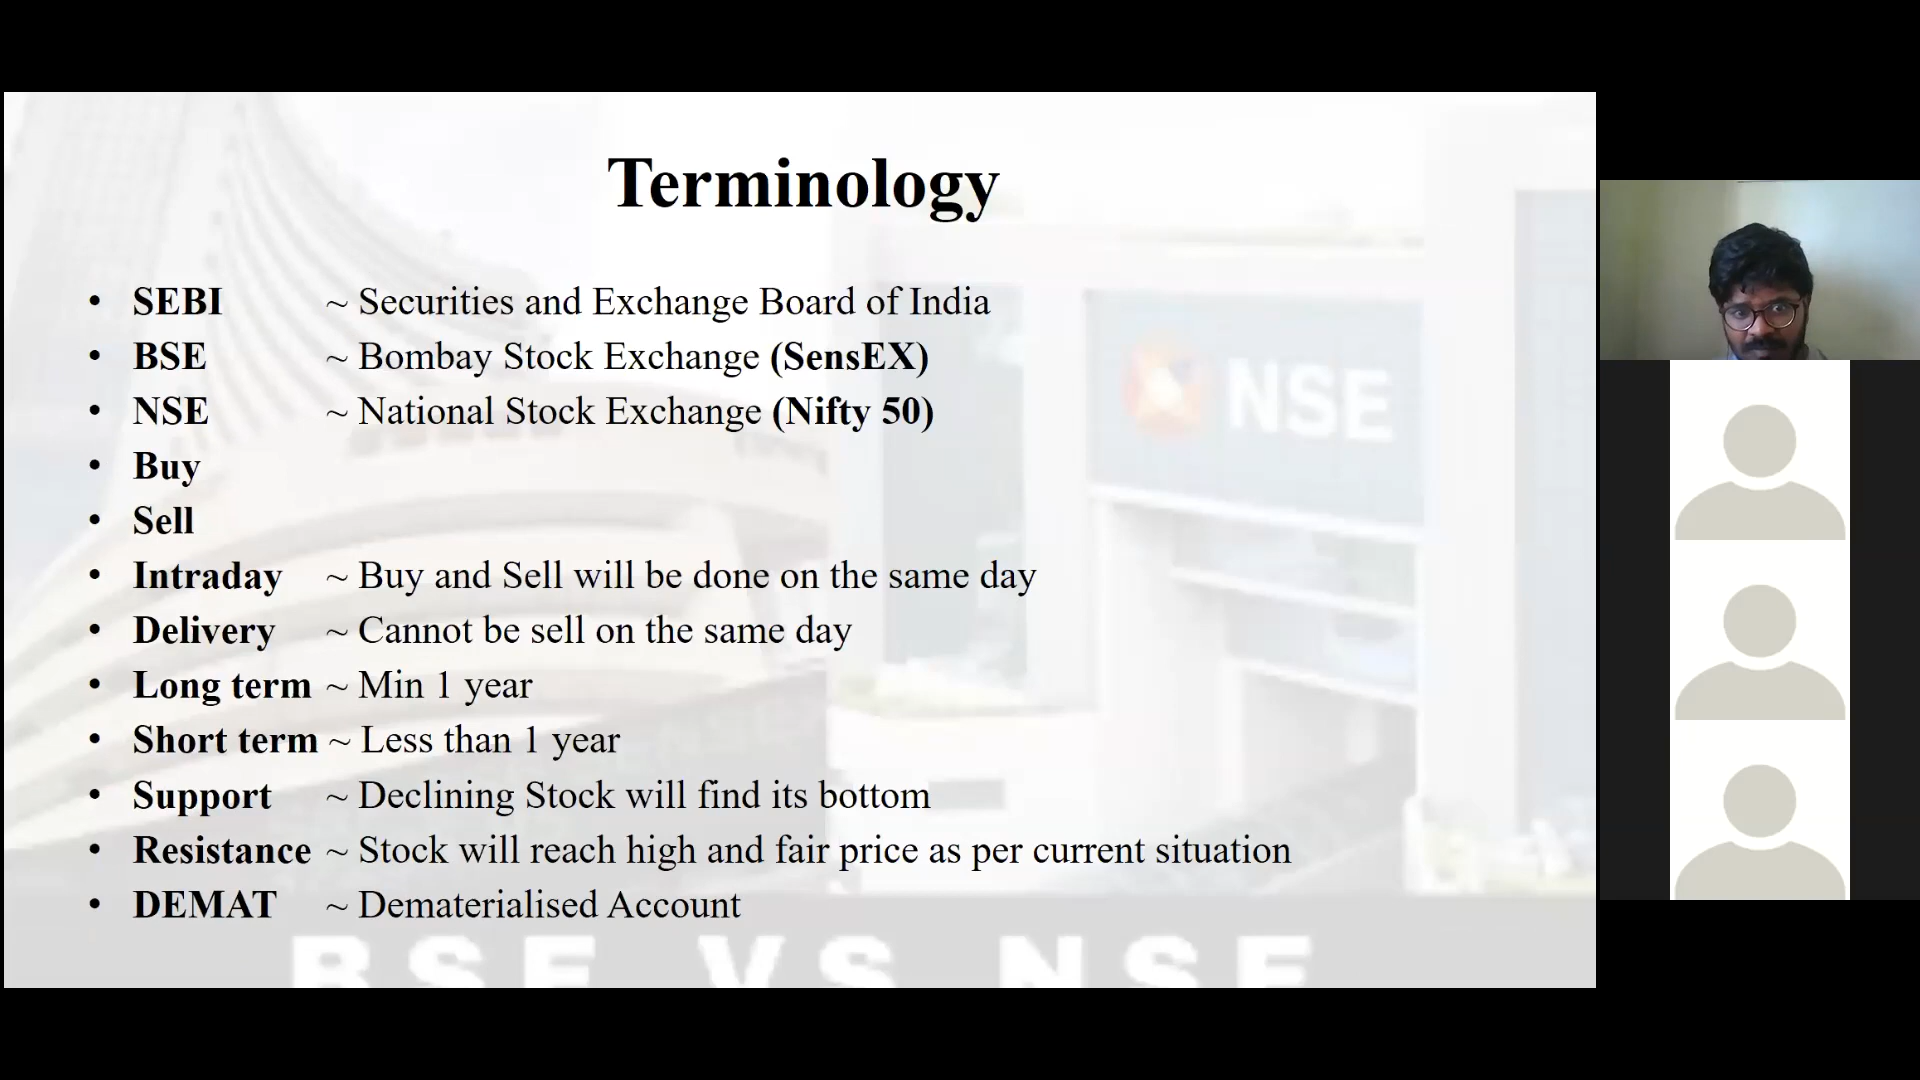 Terminology
• SEBI ~ Securities and Exchange Board of India
• BSE ~ Bombay Stock Exchange (SensEX)
• NSE ~ National Stock Exchange (Nifty 50)
• Buy
• Sell
• Intraday ~ Buy and Sell will be done on the same day
• Delivery ~ Cannot be sell on the same day
• Long term ~ Min 1 year
• Short term ~ Less than 1 year
• Support ~ Declining Stock will find its bottom
• Resistance ~ Stock will reach high and fair price as per current situation
• DEMAT ~ Dematerialised Account
NSE
BSE VS NSE